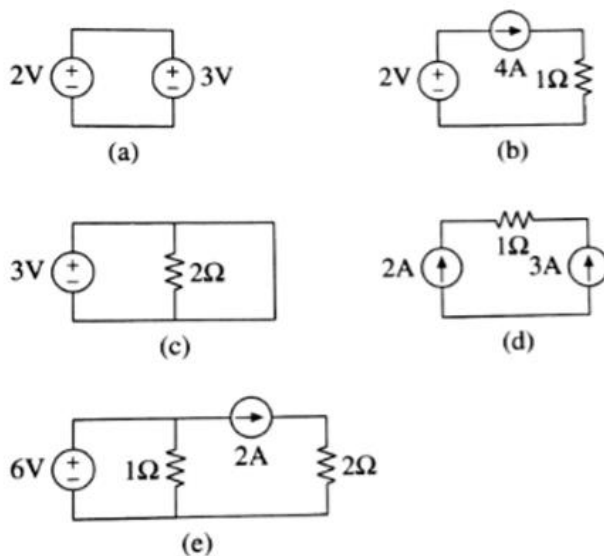 2V + − + − 3V
(a)
2V + − 4A 1Ω
(b)
3V + − 2Ω
(c)
2A 1Ω 3A
(d)
6V + − 1Ω 2A 2Ω
(e)